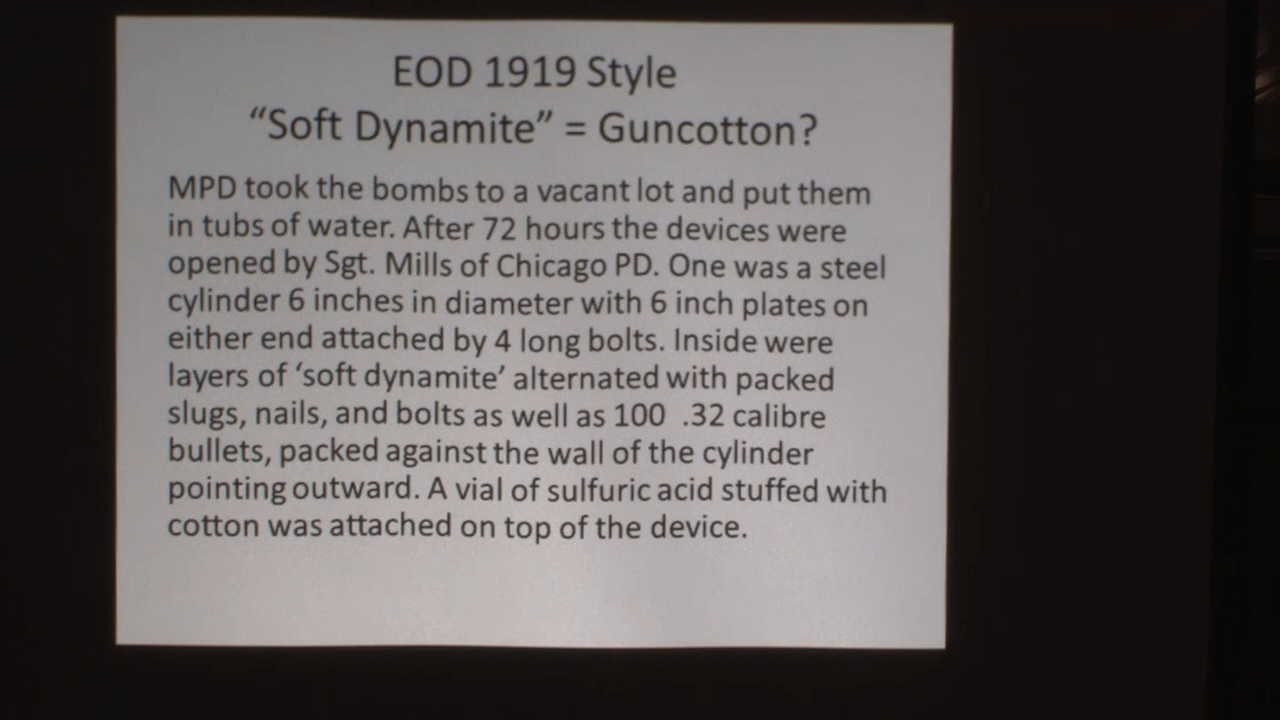 EOD 1919 Style
“Soft Dynamite” = Guncotton?
MPD took the bombs to a vacant lot and put them
in tubs of water. After 72 hours the devices were
opened by Sgt. Mills of Chicago PD. One was a steel
cylinder 6 inches in diameter with 6 inch plates on
either end attached by 4 long bolts. Inside were
layers of ‘soft dynamite’ alternated with packed
slugs, nails, and bolts as well as 100  .32 calibre
bullets, packed against the wall of the cylinder
pointing outward. A vial of sulfuric acid stuffed with
cotton was attached on top of the device.